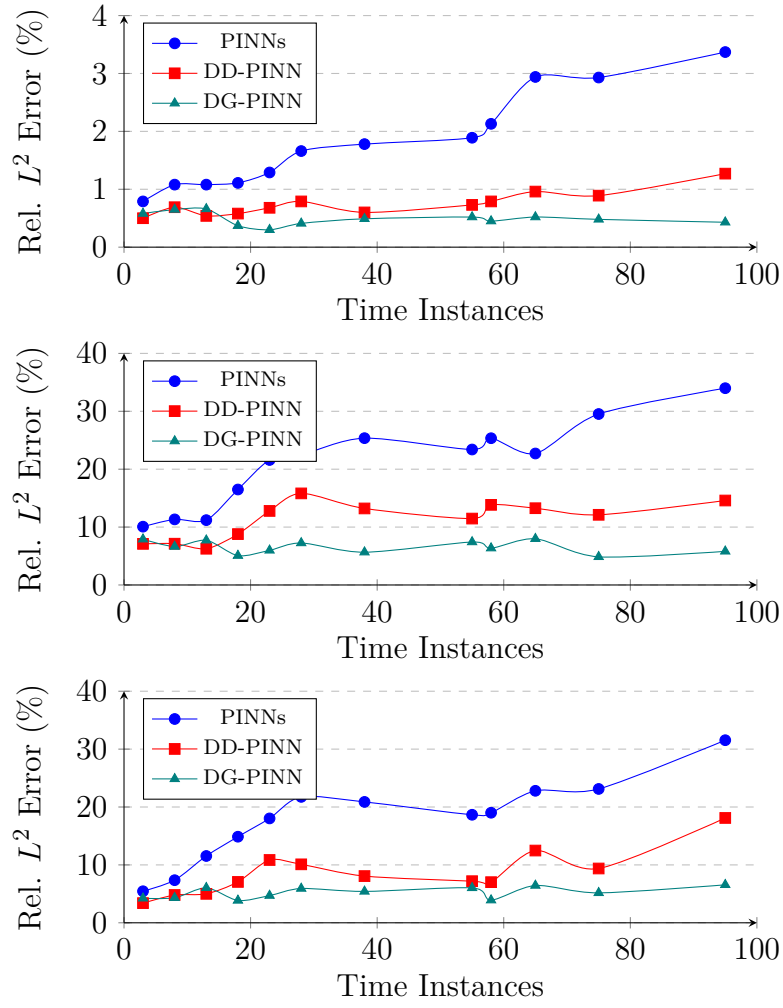 Rel. L² Error (%)
4
3
2
1
0
PINNs
DD-PINN
DG-PINN
0
20
40
60
80
100
Time Instances
Rel. L² Error (%)
40
30
20
10
0
PINNs
DD-PINN
DG-PINN
0
20
40
60
80
100
Time Instances
Rel. L² Error (%)
40
30
20
10
0
PINNs
DD-PINN
DG-PINN
0
20
40
60
80
100
Time Instances